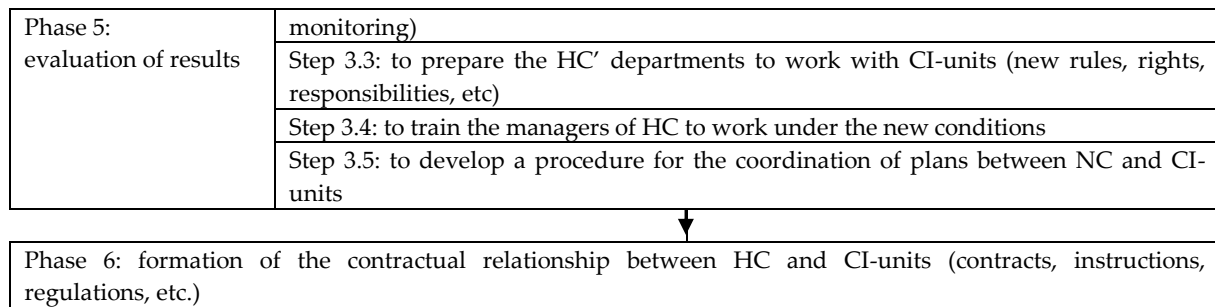 Phase 5:
evaluation of results
monitoring)
Step 3.3: to prepare the HC’ departments to work with CI-units (new rules, rights,
responsibilities, etc)
Step 3.4: to train the managers of HC to work under the new conditions
Step 3.5: to develop a procedure for the coordination of plans between NC and CI-
units
Phase 6: formation of the contractual relationship between HC and CI-units (contracts, instructions,
regulations, etc.)